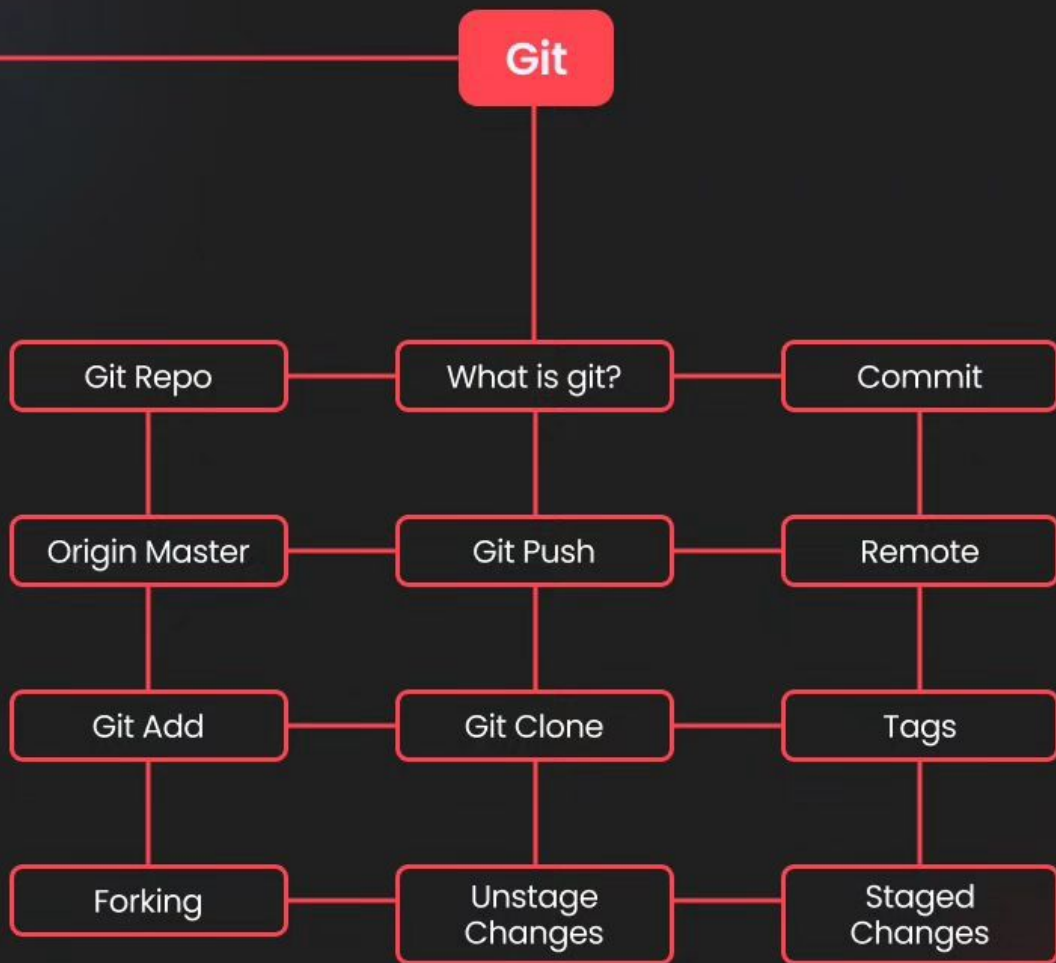 Git
Git Repo
What is git?
Commit
Origin Master
Git Push
Remote
Git Add
Git Clone
Tags
Forking
Unstage
Changes
Staged
Changes